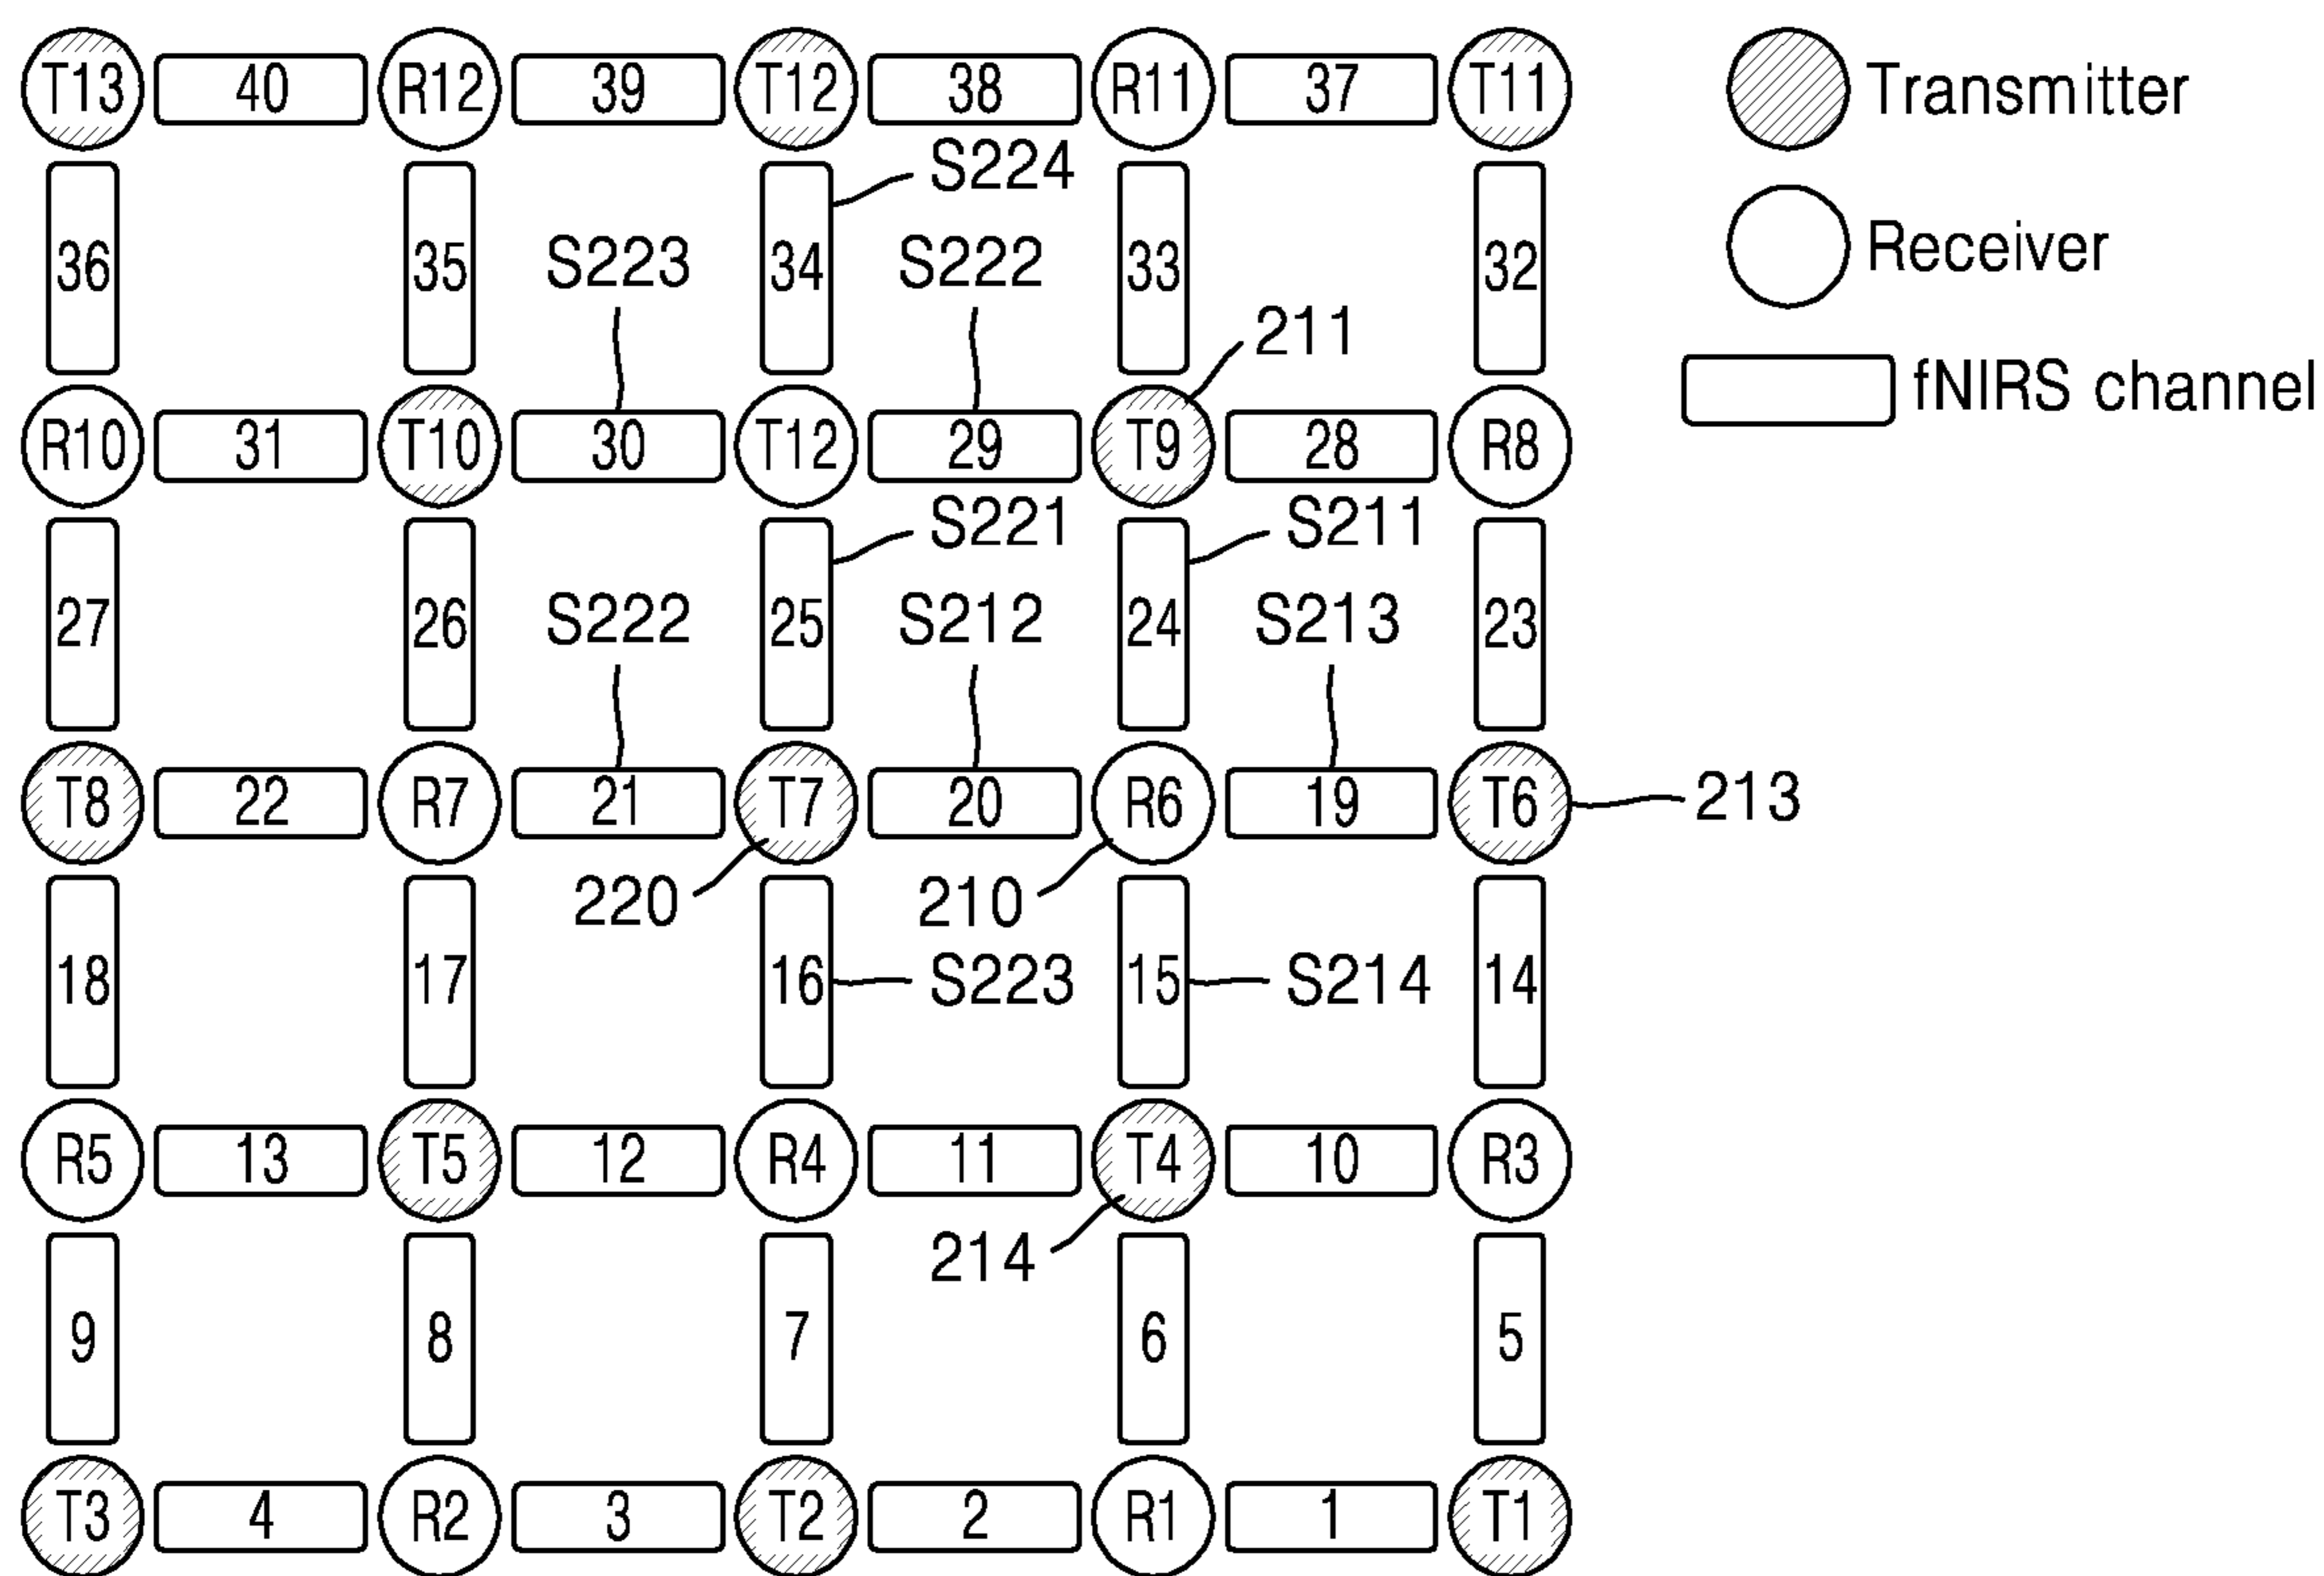 T13 40 R12 39 T12 38 R11 37 T11 Transmitter
S224
Receiver
36 35 S223 34 S222 33 32
211
fNIRS channel
R10 31 T10 30 T12 29 T9 28 R8
S221 S211
27 26 S222 25 S212 24 S213 23
T8 22 R7 21 T7 20 R6 19 T6 213
220 210
18 17 16 S223 15 S214 14
R5 13 T5 12 R4 11 T4 10 R3
214
9 8 7 6 5
T3 4 R2 3 T2 2 R1 1 T1